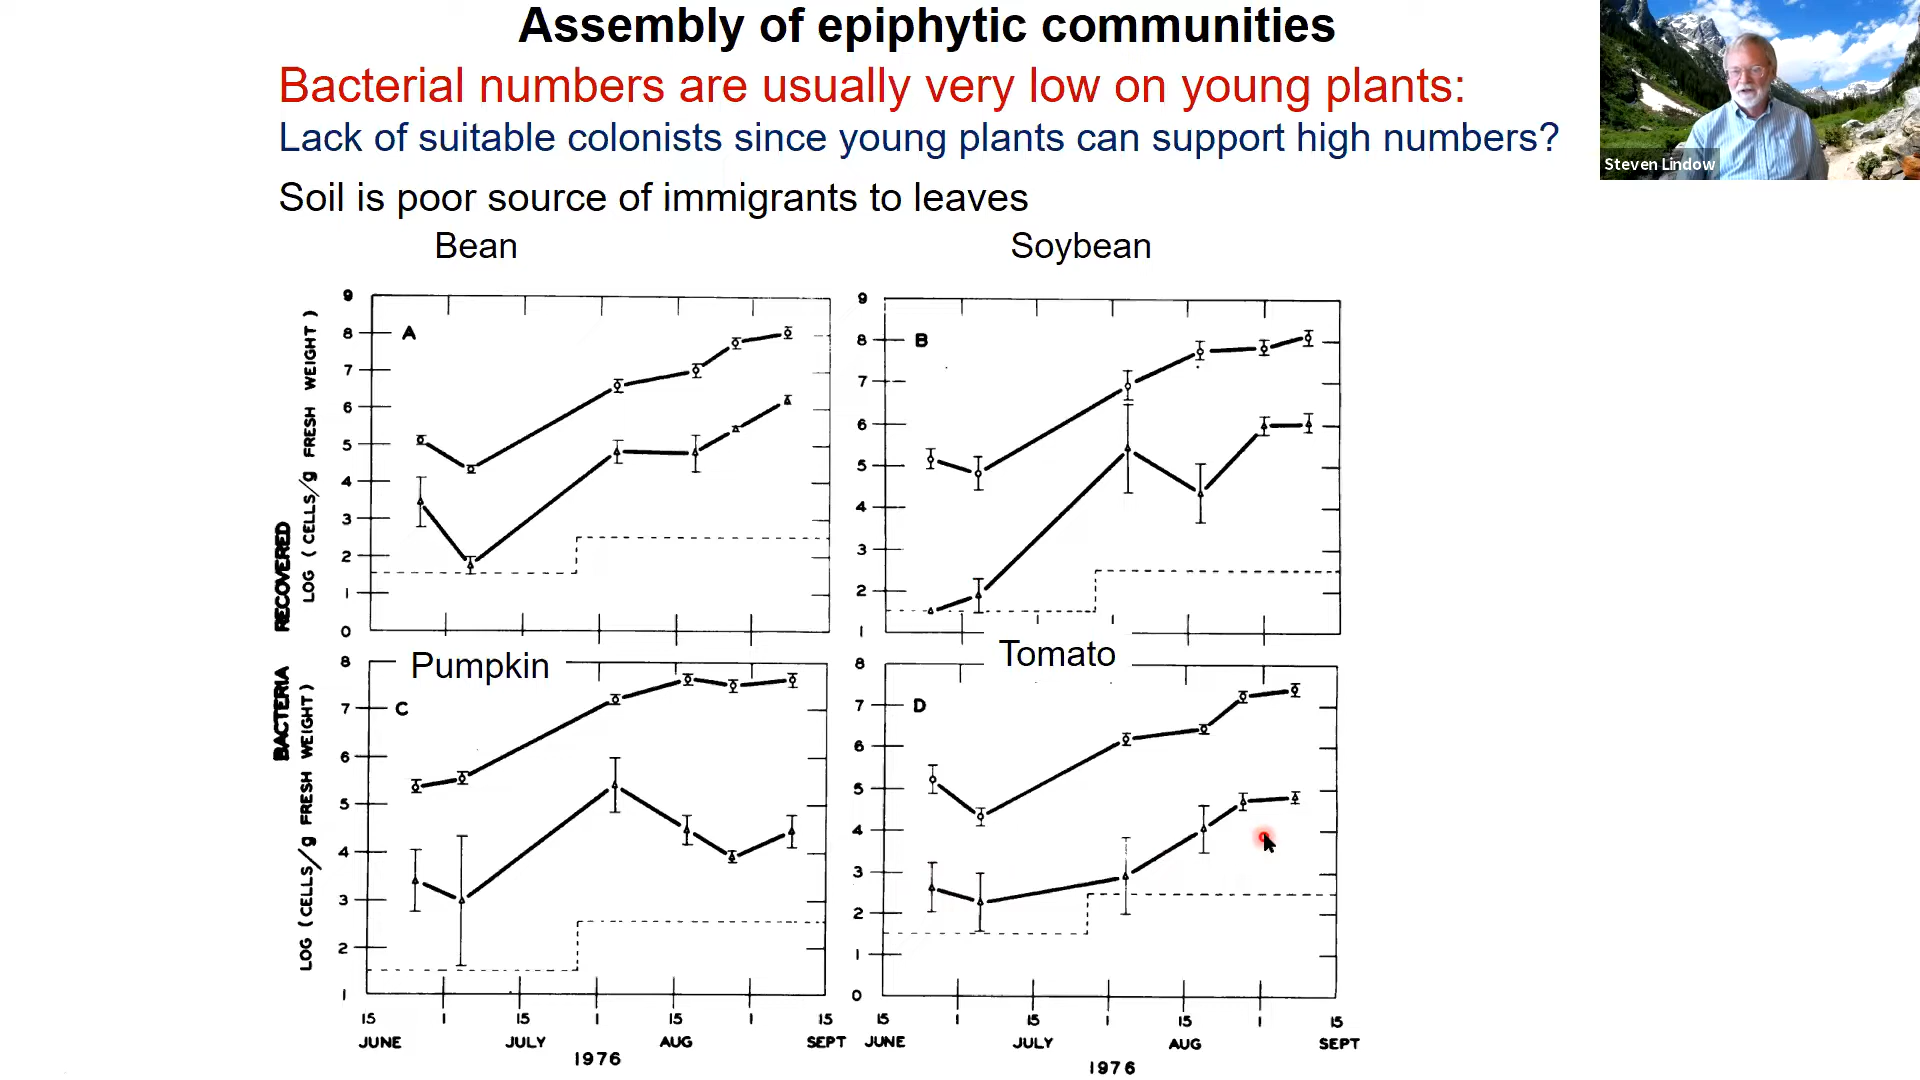 Assembly of epiphytic communities
Bacterial numbers are usually very low on young plants:
Lack of suitable colonists since young plants can support high numbers?
Steven Lindow
Soil is poor source of immigrants to leaves
Bean
Soybean
BACTERIA RECOVERED
LOG (CELLS/g FRESH WEIGHT)
9
8
7
6
5
4
3
2
1
0
A
9
8
7
6
5
4
3
2
1
B
Pumpkin
Tomato
LOG (CELLS/g FRESH WEIGHT)
8
7
6
5
4
3
2
1
C
8
7
6
5
4
3
2
1
0
D
15 1 15 1 15 1 15
JUNE JULY AUG SEPT
1976
15 1 15 1 15 1 15
JUNE JULY AUG SEPT
1976